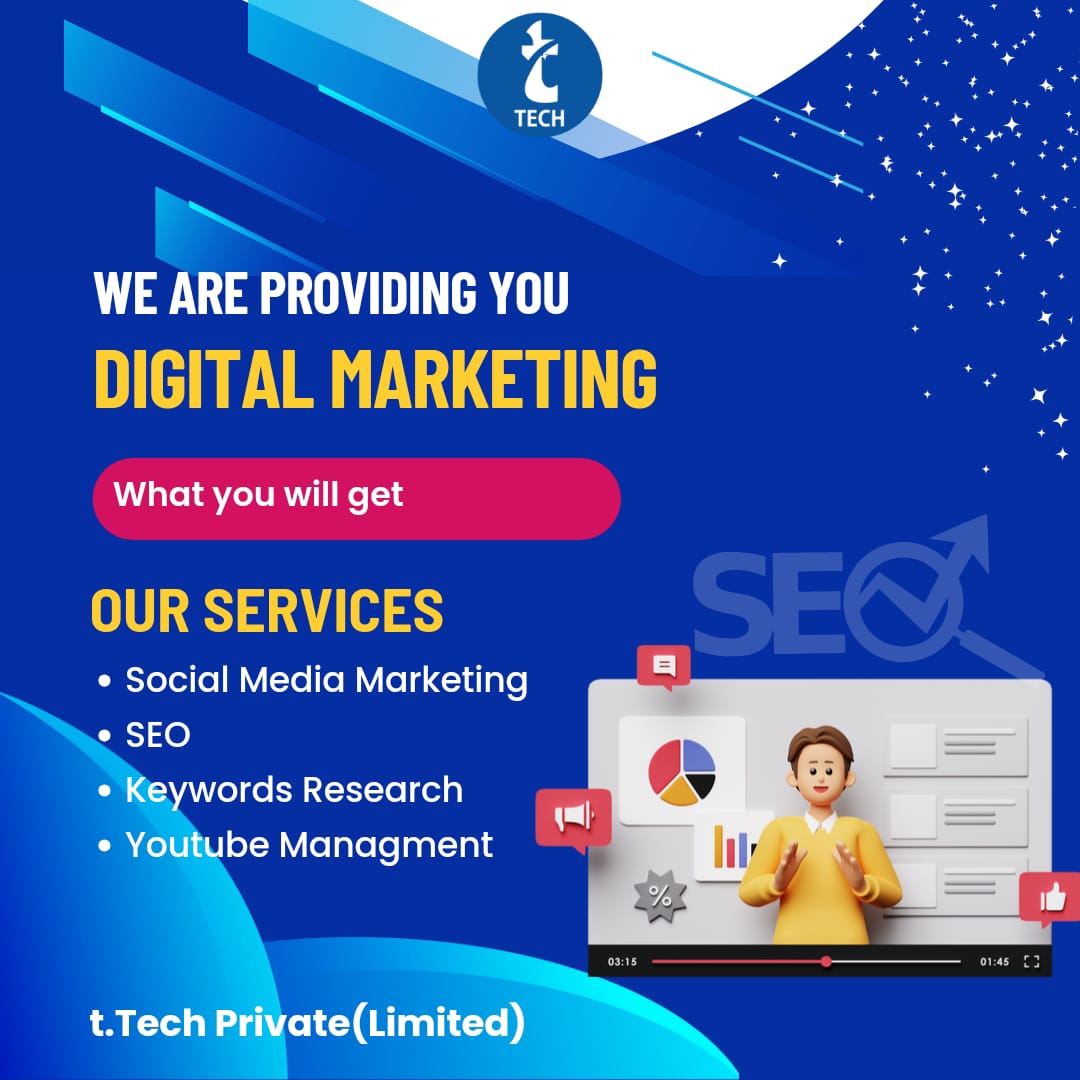 TECH
WE ARE PROVIDING YOU
DIGITAL MARKETING
What you will get
SEO
OUR SERVICES
• Social Media Marketing
• SEO
• Keywords Research
• Youtube Managment
%
03:15
01:45
t.Tech Private(Limited)